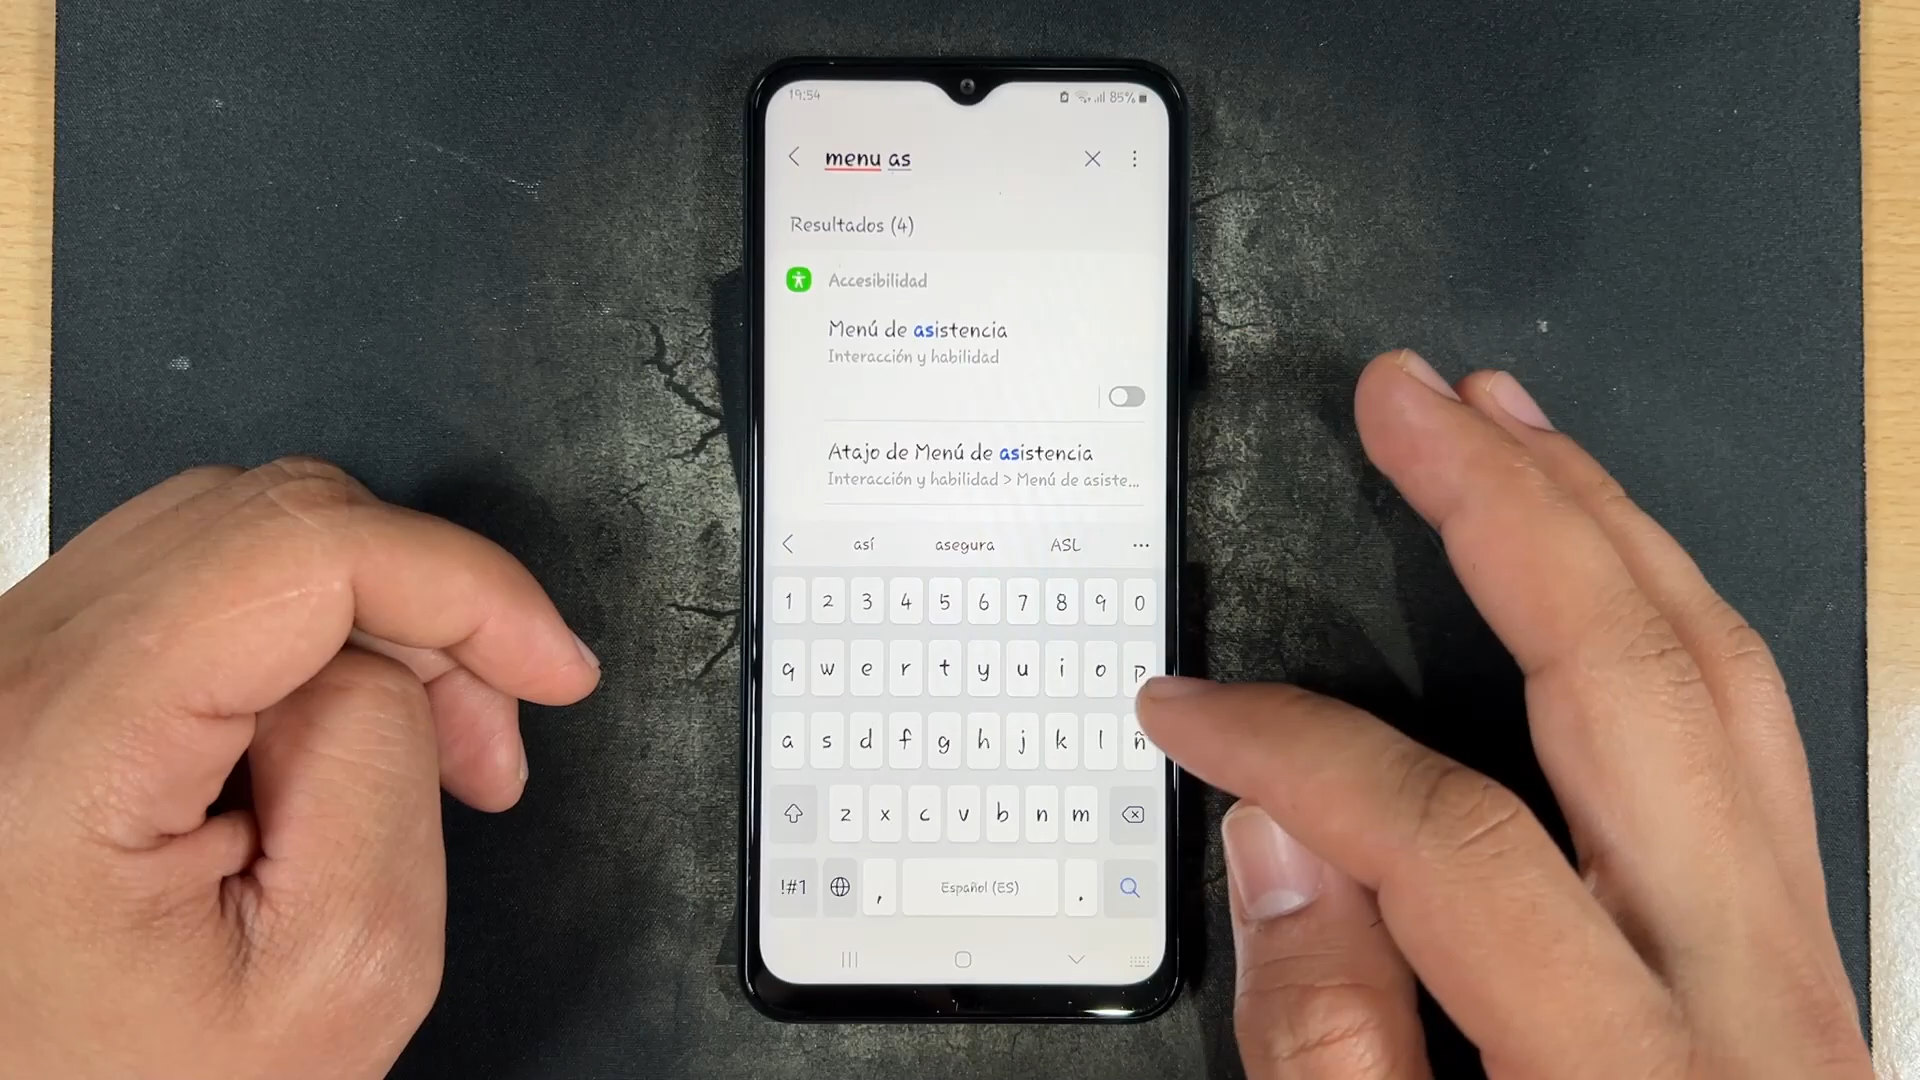 19:54 85%
menu as
Resultados (4)
Accesibilidad
Menú de asistencia
Interacción y habilidad
Atajo de Menú de asistencia
Interacción y habilidad > Menú de asiste...
así asegura ASL
1 2 3 4 5 6 7 8 9 0
q w e r t y u i o p
a s d f g h j k l ñ
z x c v b n m
!#1 , Español (ES) .